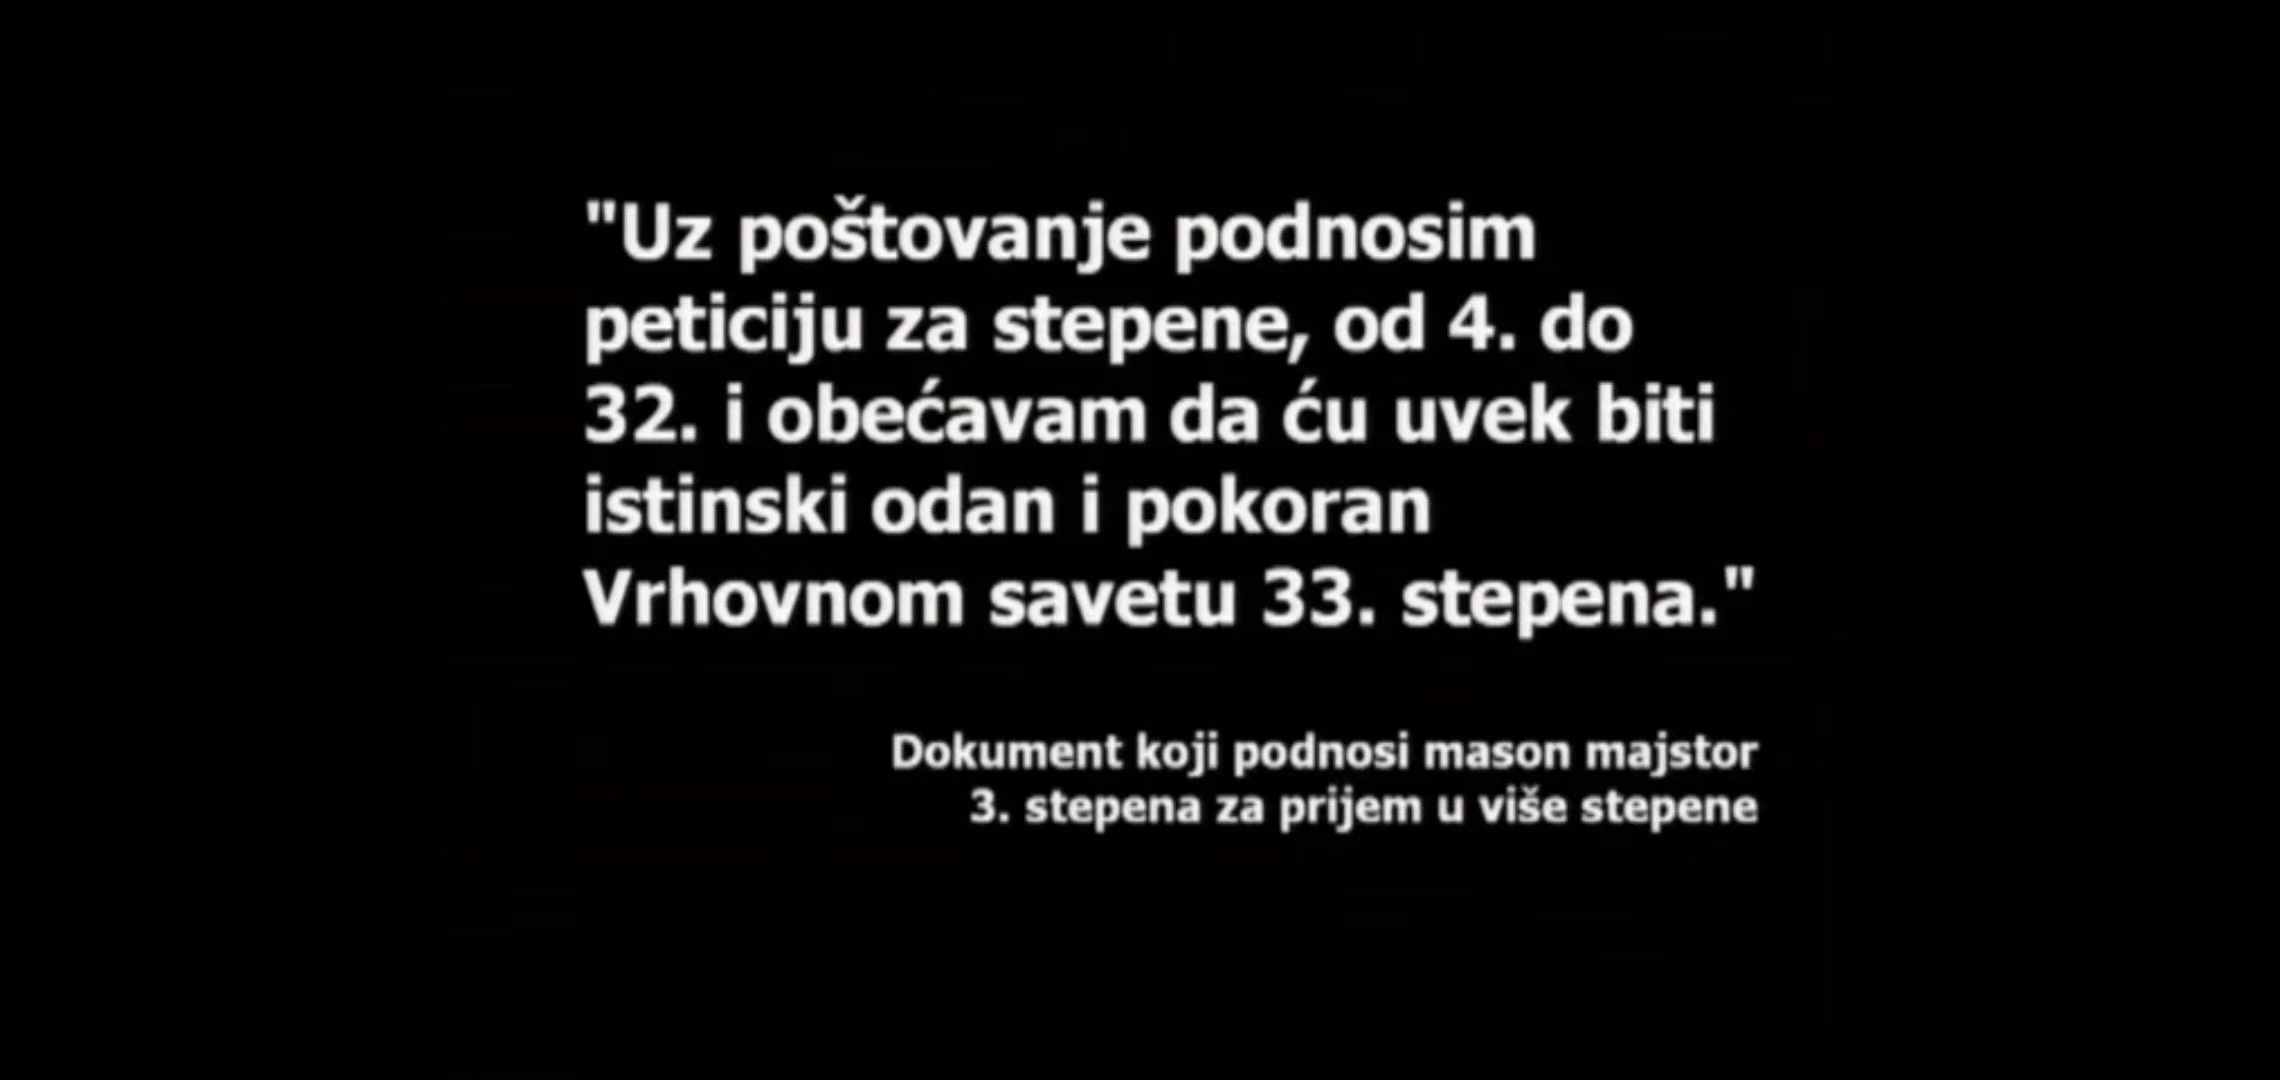 "Uz poštovanje podnosim
peticiju za stepene, od 4. do
32. i obećavam da ću uvek biti
istinski odan i pokoran
Vrhovnom savetu 33. stepena."
Dokument koji podnosi mason majstor
3. stepena za prijem u više stepene